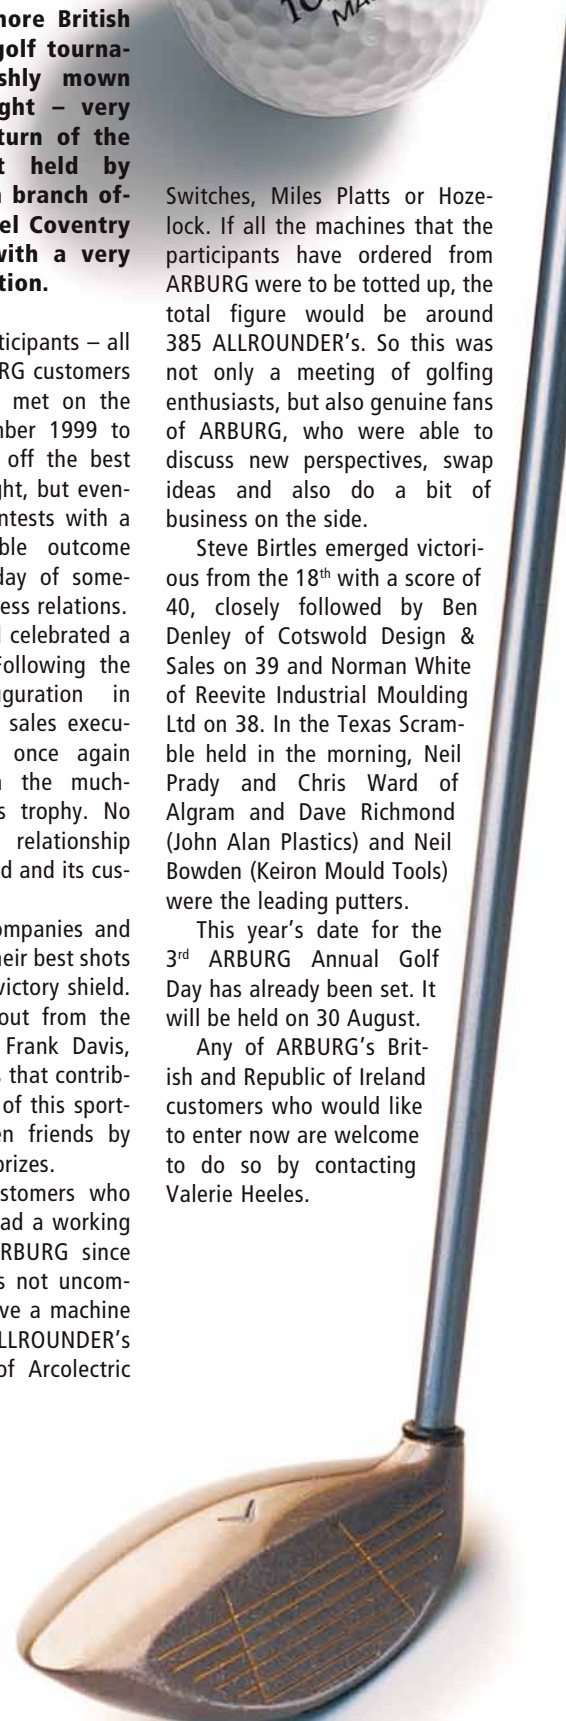 more British
golf tourna-
shly mown
ght – very
turn of the
t held by
branch of-
el Coventry
with a very
tion.
ticipants – all
RG customers
met on the
mber 1999 to
off the best
ght, but even-
ntests with a
ble outcome
day of some-
ess relations.
celebrated a
Following the
uguration in
sales execu-
once again
the much-
s trophy. No
relationship
d and its cus-
ompanies and
heir best shots
victory shield.
out from the
Frank Davis,
s that contrib-
of this sport-
en friends by
prizes.
stomers who
ad a working
RBURG since
s not uncom-
ve a machine
LLROUNDER's
of Arcolectric
MA
Switches, Miles Platts or Hoze-
lock. If all the machines that the
participants have ordered from
ARBURG were to be totted up, the
total figure would be around
385 ALLROUNDER's. So this was
not only a meeting of golfing
enthusiasts, but also genuine fans
of ARBURG, who were able to
discuss new perspectives, swap
ideas and also do a bit of
business on the side.
Steve Birtles emerged victori-
ous from the 18th with a score of
40, closely followed by Ben
Denley of Cotswold Design &
Sales on 39 and Norman White
of Reevite Industrial Moulding
Ltd on 38. In the Texas Scram-
ble held in the morning, Neil
Prady and Chris Ward of
Algram and Dave Richmond
(John Alan Plastics) and Neil
Bowden (Keiron Mould Tools)
were the leading putters.
This year's date for the
3rd ARBURG Annual Golf
Day has already been set. It
will be held on 30 August.
Any of ARBURG's Brit-
ish and Republic of Ireland
customers who would like
to enter now are welcome
to do so by contacting
Valerie Heeles.